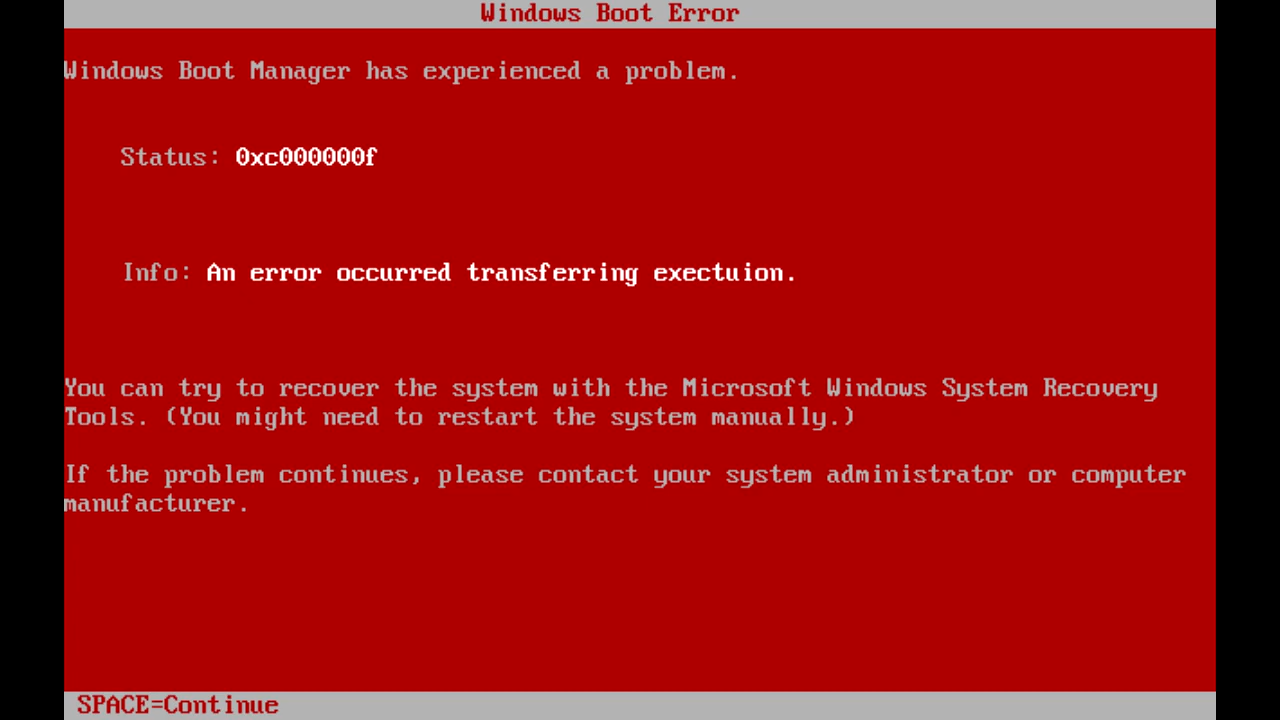 Windows Boot Error
Windows Boot Manager has experienced a problem.
Status: 0xc000000f
Info: An error occurred transferring exectuion.
You can try to recover the system with the Microsoft Windows System Recovery
Tools. (You might need to restart the system manually.)
If the problem continues, please contact your system administrator or computer
manufacturer.
SPACE=Continue